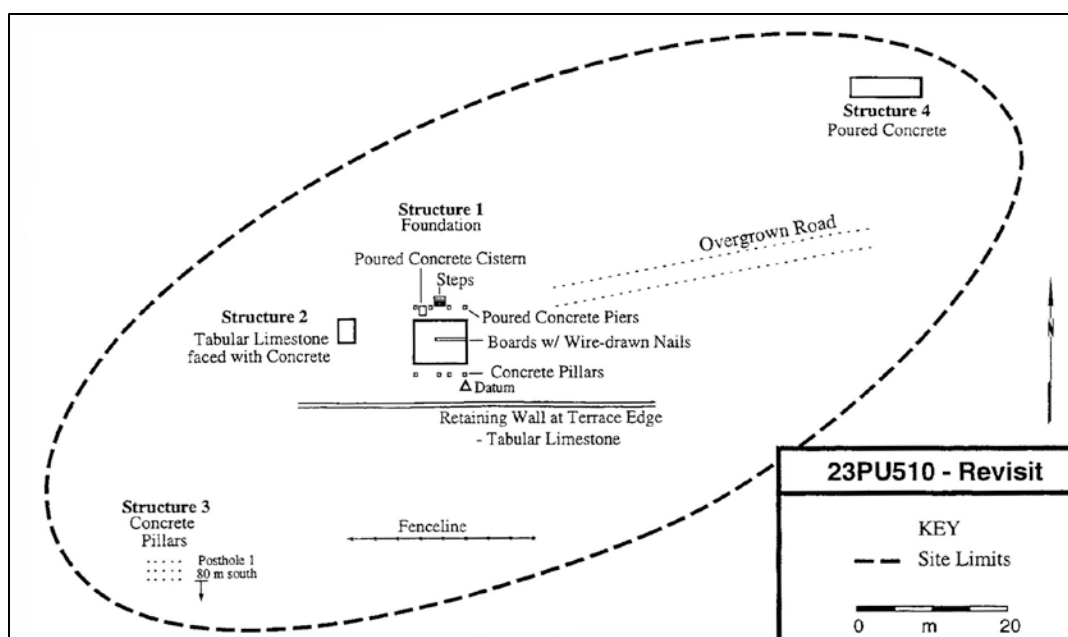 Structure 4
Poured Concrete
Structure 1
Foundation
Overgrown Road
Poured Concrete Cistern
Steps
Structure 2
Tabular Limestone
faced with Concrete
Poured Concrete Piers
Boards w/ Wire-drawn Nails
Concrete Pillars
Datum
Retaining Wall at Terrace Edge
- Tabular Limestone
N
Structure 3
Concrete
Pillars
Posthole 1
80 m south
Fenceline
23PU510 - Revisit
KEY
Site Limits
0 m 20